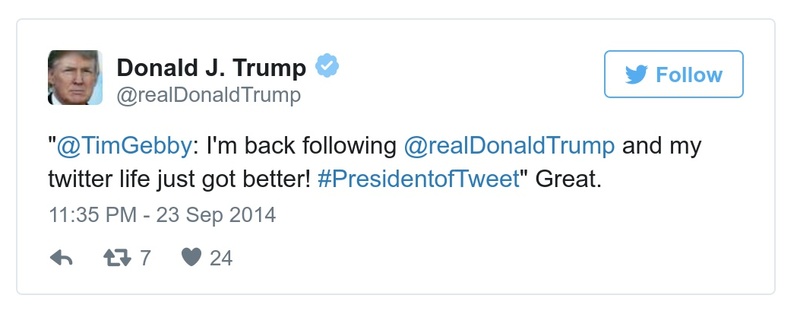 Donald J. Trump
@realDonaldTrump
Follow
"@TimGebby: I'm back following @realDonaldTrump and my
twitter life just got better! #PresidentofTweet" Great.
11:35 PM - 23 Sep 2014
7
24